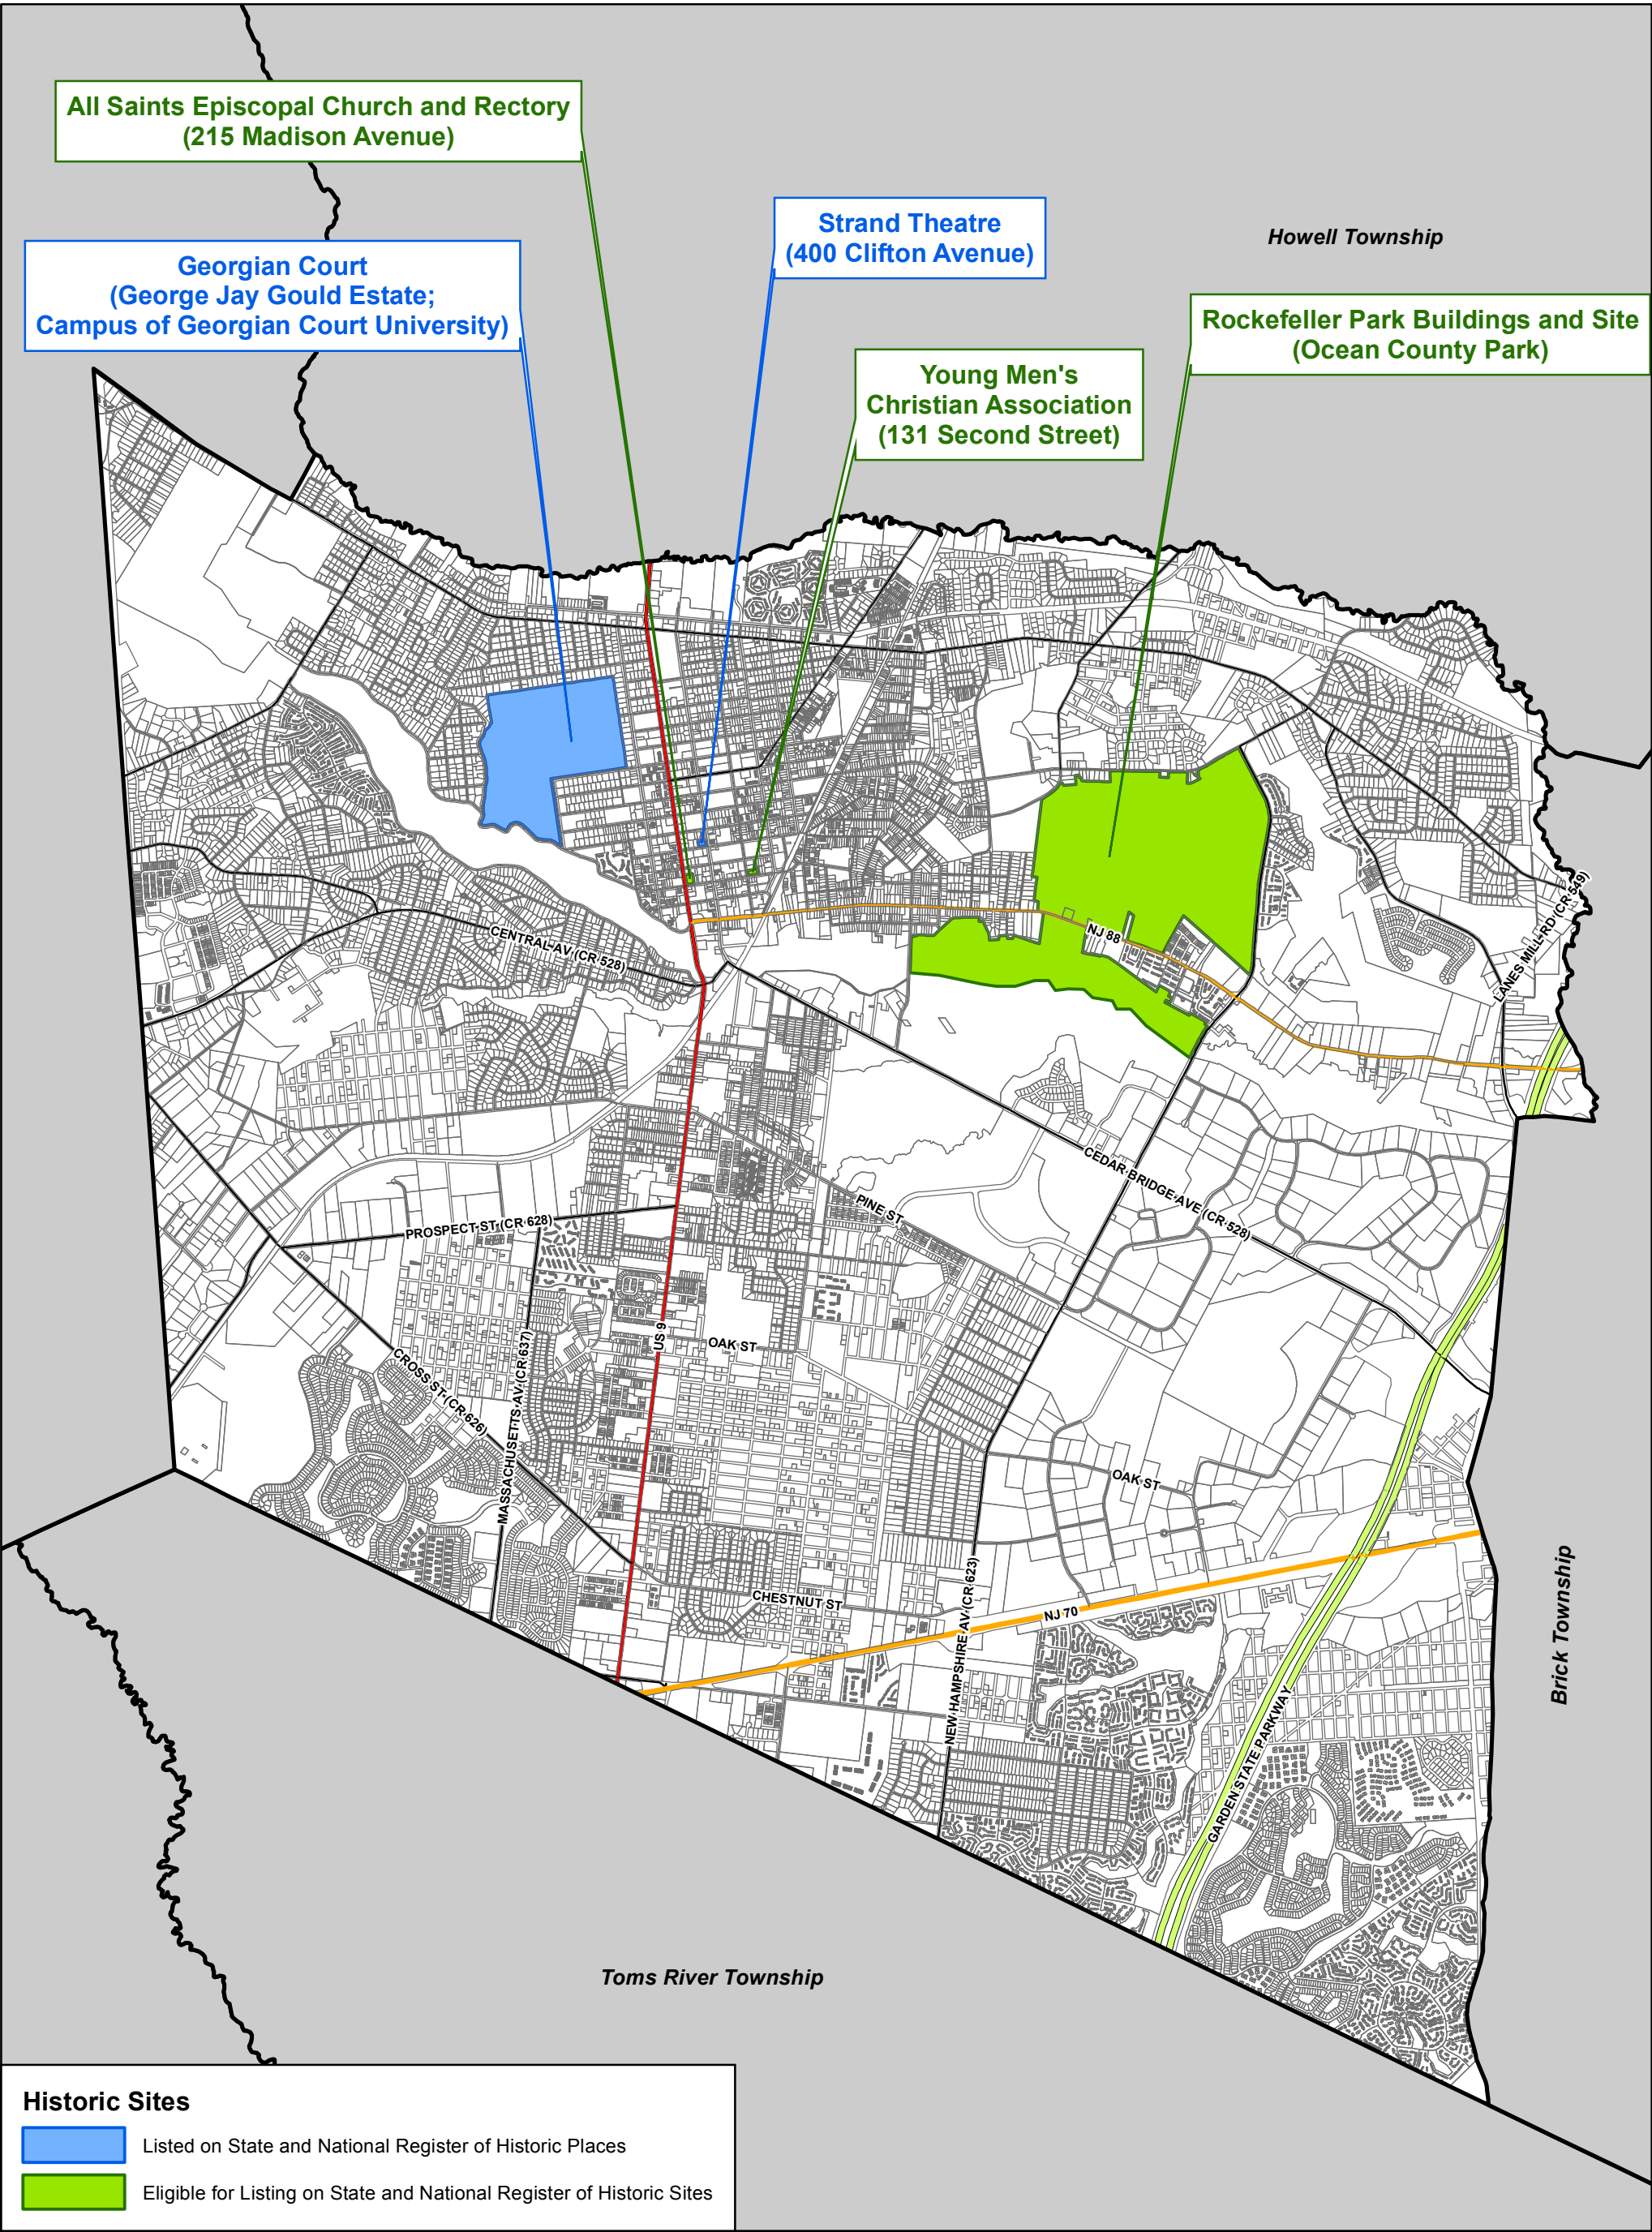 All Saints Episcopal Church and Rectory
(215 Madison Avenue)
Strand Theatre
(400 Clifton Avenue)
Howell Township
Georgian Court
(George Jay Gould Estate;
Campus of Georgian Court University)
Rockefeller Park Buildings and Site
(Ocean County Park)
Young Men's
Christian Association
(131 Second Street)
CENTRAL AV (CR 528)
NJ 88
LANES MILL RD (CR 549)
CEDAR BRIDGE AVE (CR 528)
PINE ST
PROSPECT ST (CR 628)
US 9
OAK ST
CROSS ST (CR 626)
MASSACHUSETTS AV (CR 637)
OAK ST
CHESTNUT ST
NJ 70
NEW HAMPSHIRE AV (CR 623)
GARDEN STATE PARKWAY
Brick Township
Toms River Township
Historic Sites
Listed on State and National Register of Historic Places
Eligible for Listing on State and National Register of Historic Sites